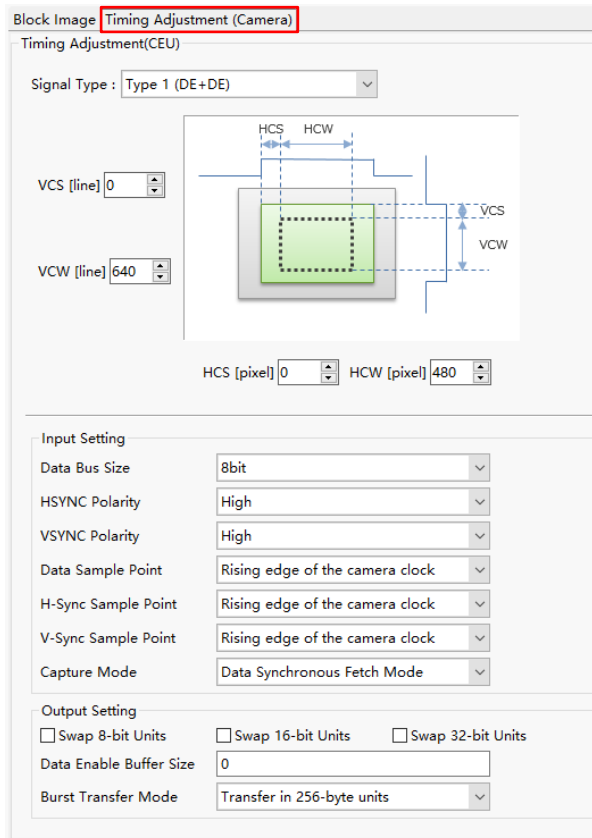 Block Image Timing Adjustment (Camera)
Timing Adjustment(CEU)
Signal Type : Type 1 (DE+DE)
HCS HCW
VCS [line] 0
VCS
VCW
VCW [line] 640
HCS [pixel] 0 HCW [pixel] 480
Input Setting
Data Bus Size 8bit
HSYNC Polarity High
VSYNC Polarity High
Data Sample Point Rising edge of the camera clock
H-Sync Sample Point Rising edge of the camera clock
V-Sync Sample Point Rising edge of the camera clock
Capture Mode Data Synchronous Fetch Mode
Output Setting
Swap 8-bit Units Swap 16-bit Units Swap 32-bit Units
Data Enable Buffer Size 0
Burst Transfer Mode Transfer in 256-byte units